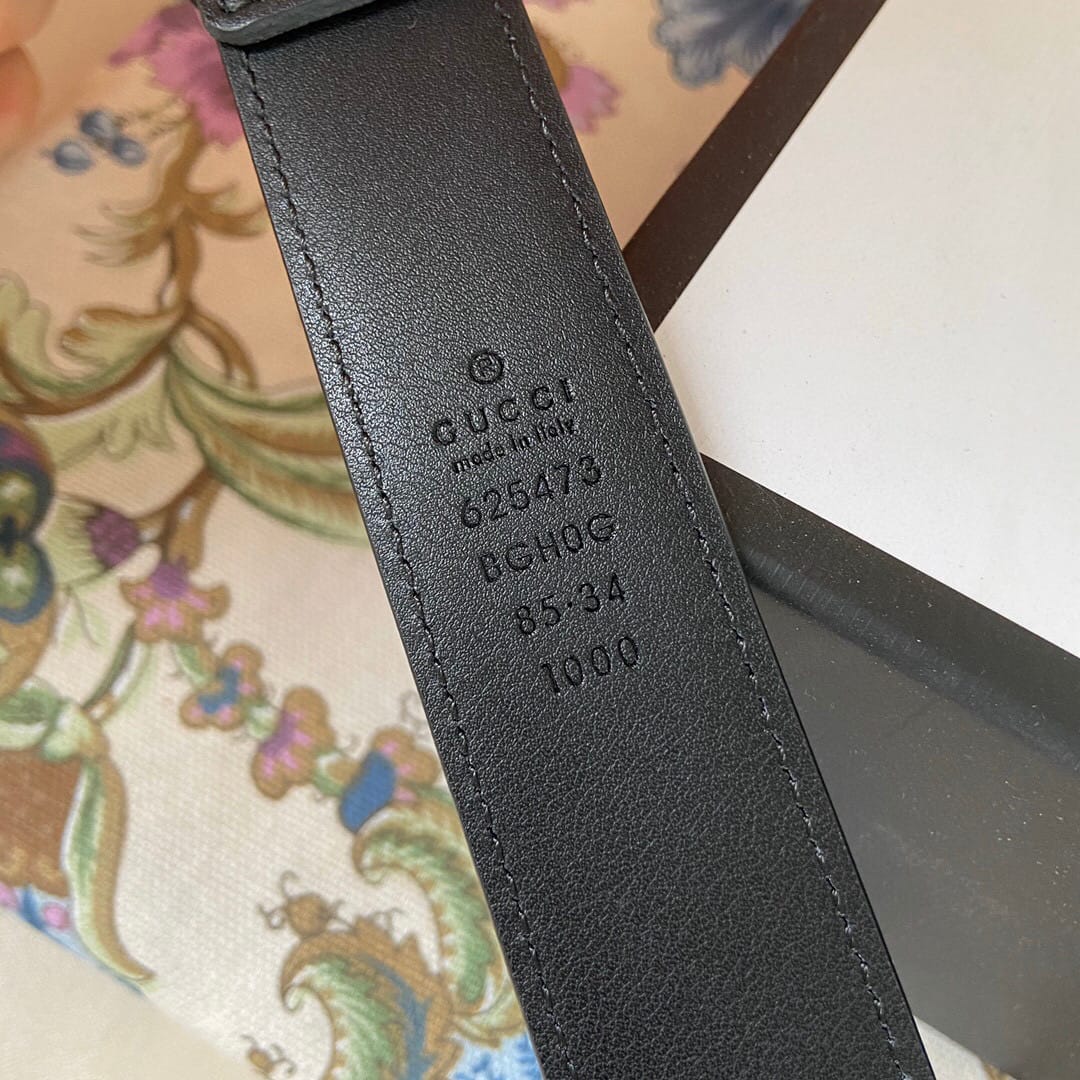 ®
GUCCI
made in italy
625473
BGH0G
85·34
1000